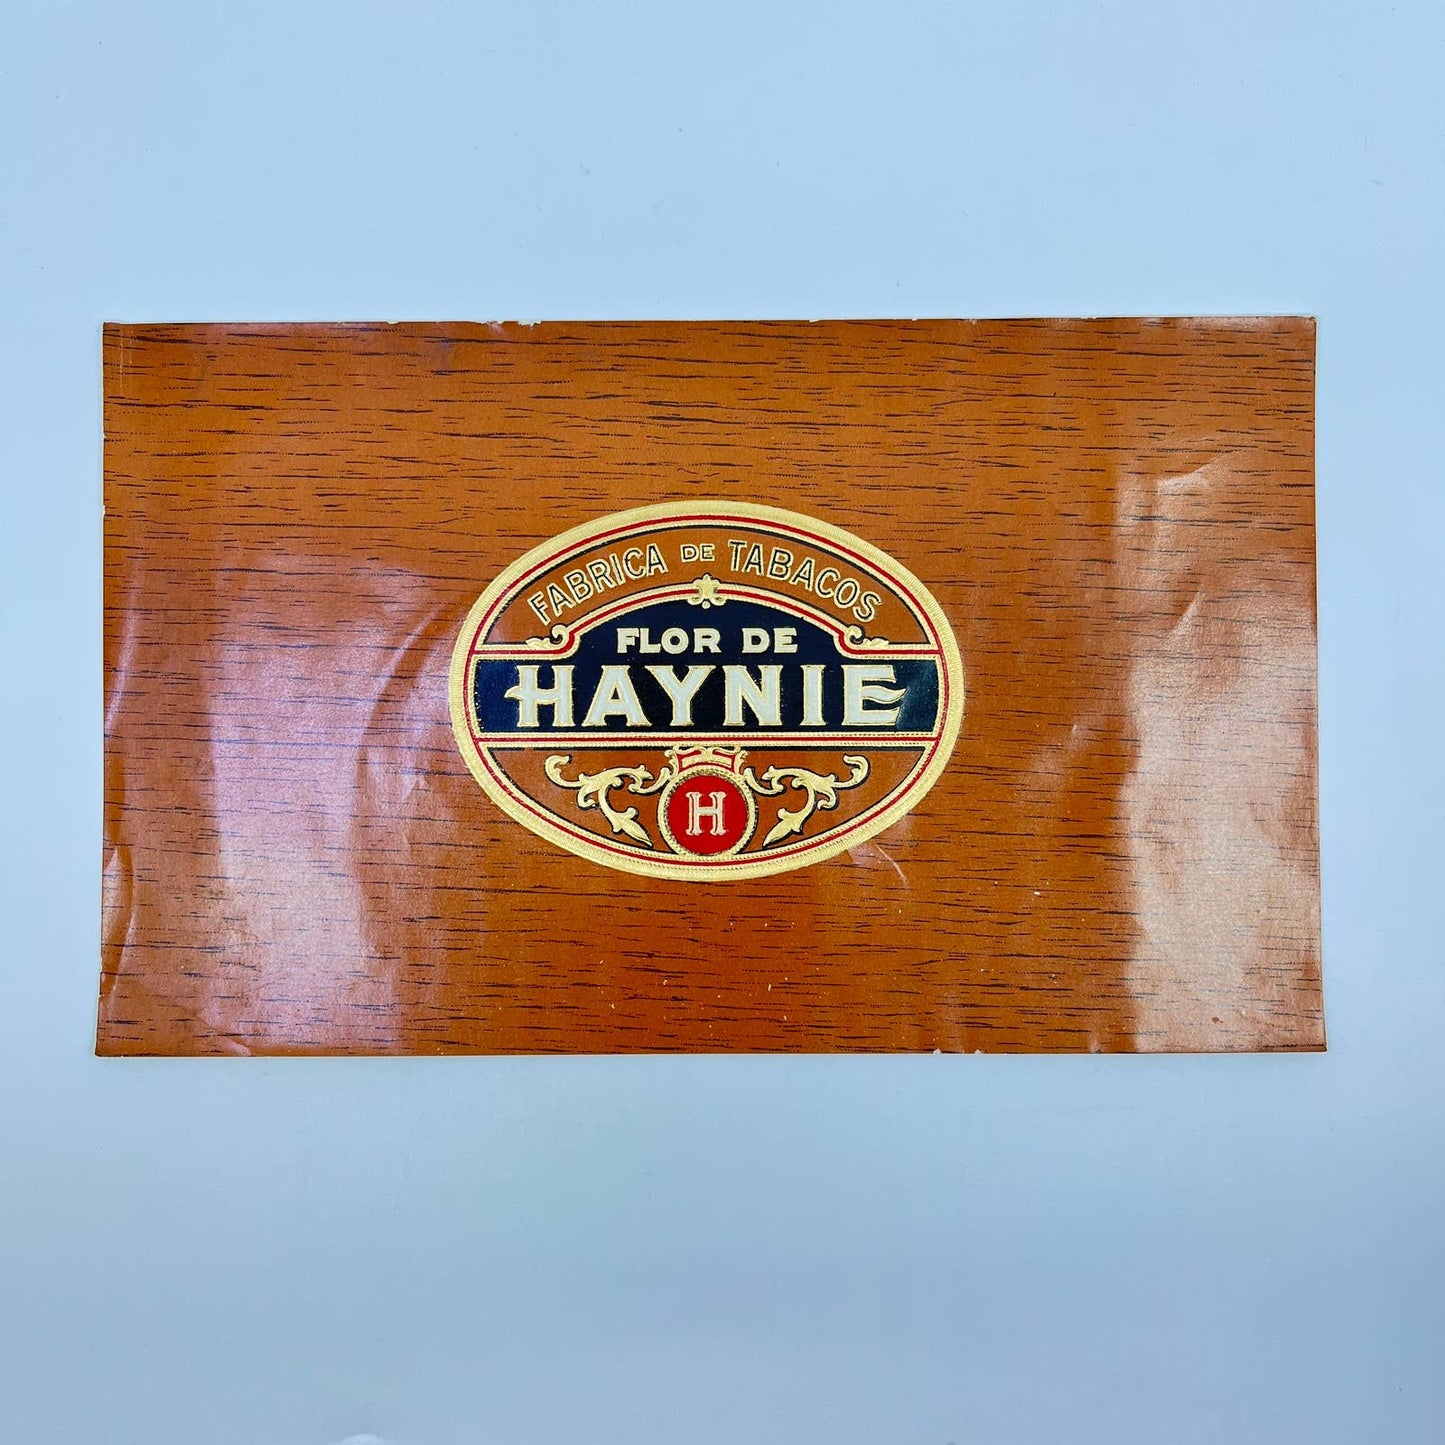 FABRICA DE TABACOS
FLOR DE
HAYNIE
H